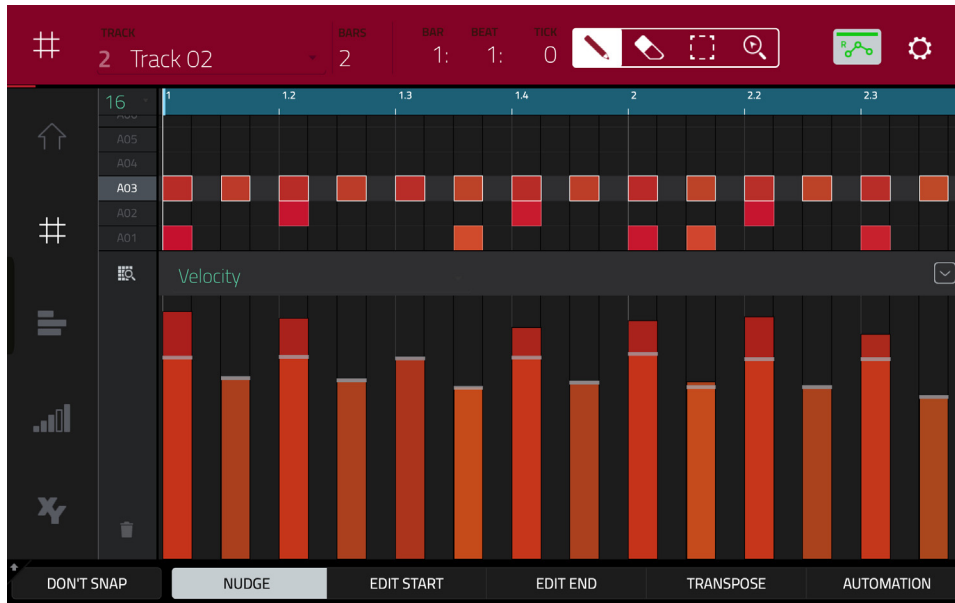 TRACK BARS BAR BEAT TICK
2 Track 02 2 1: 1: 0
R
16 1 1.2 1.3 1.4 2 2.2 2.3
A05
A04
A03
A02
A01
Velocity
XY
DON'T SNAP NUDGE EDIT START EDIT END TRANSPOSE AUTOMATION